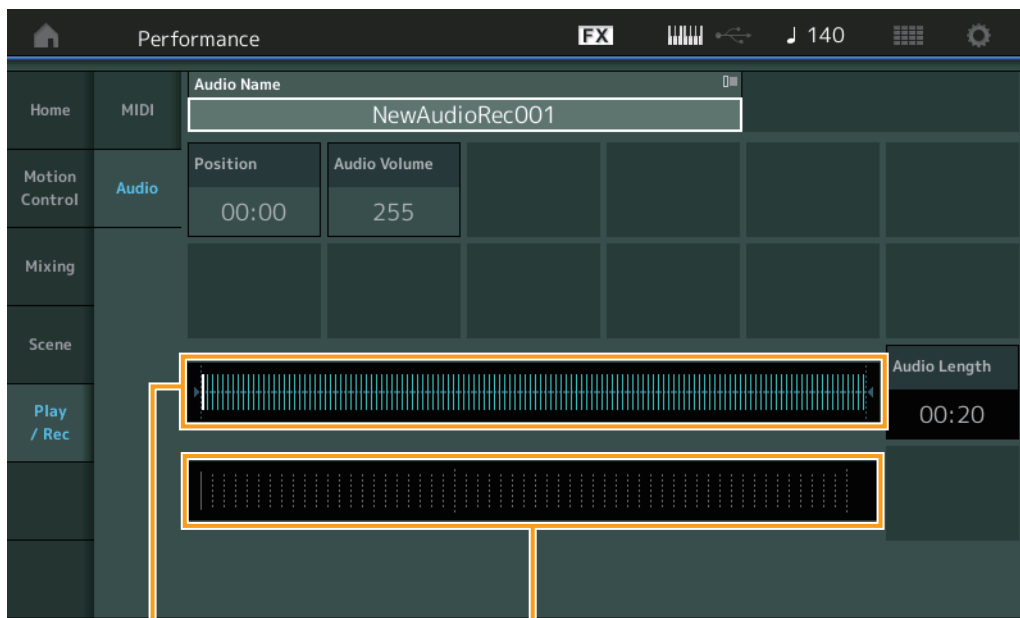 Performance
FX
♩ 140
Home
MIDI
Audio Name
NewAudioRec001
Motion
Control
Audio
Position
Audio Volume
00:00
255
Mixing
Scene
Audio Length
Play
/ Rec
00:20